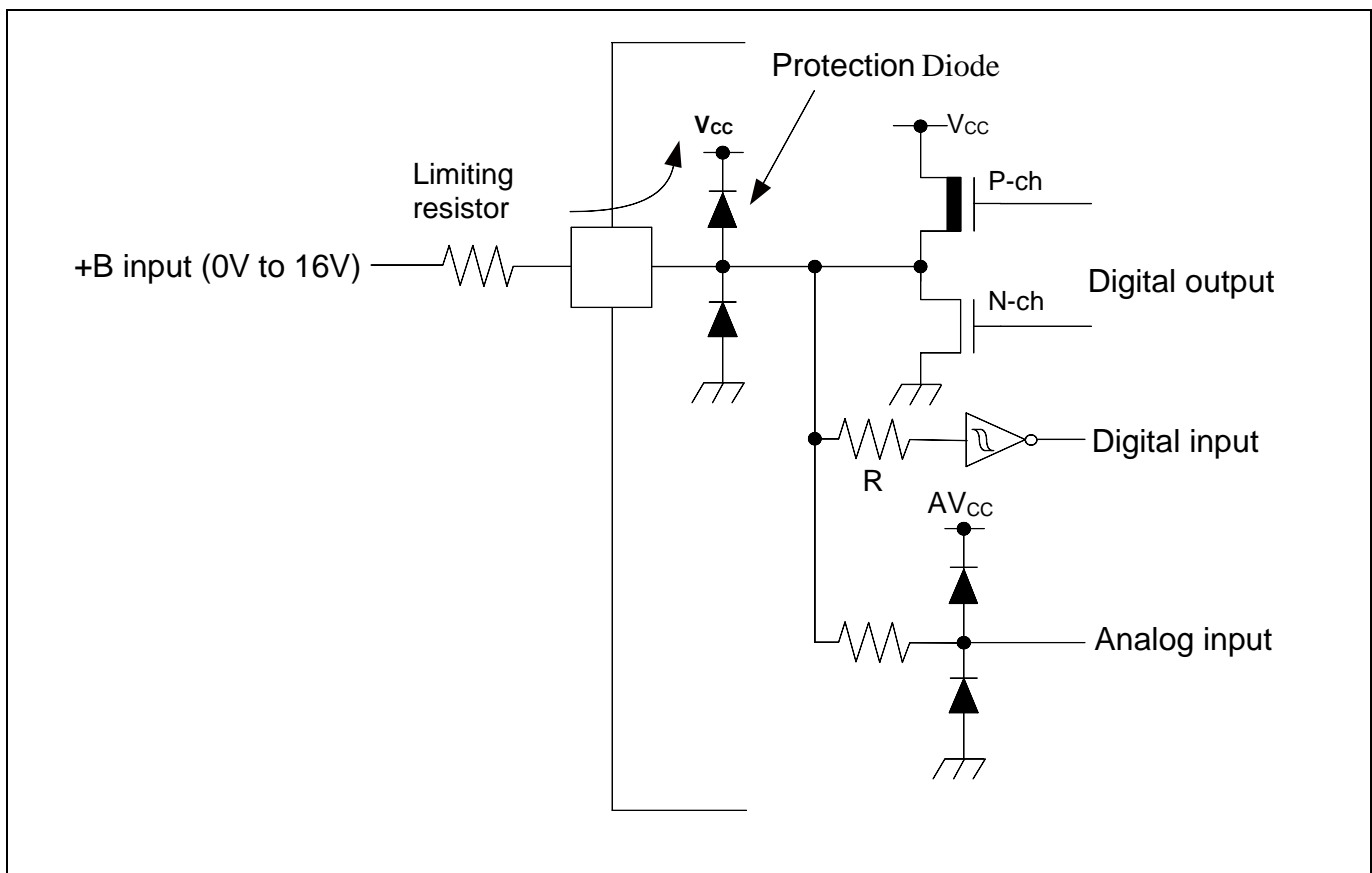 Protection Diode
Vcc
Vcc
Limiting
resistor
P-ch
+B input (0V to 16V)
Digital output
N-ch
Digital input
R
AVcc
Analog input